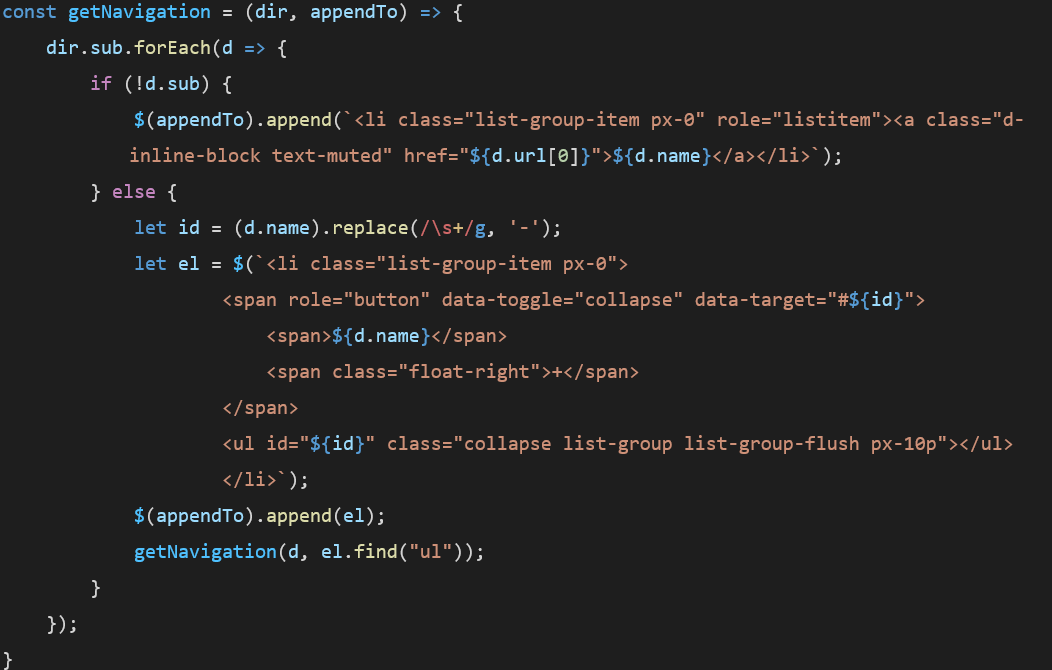 const getNavigation = (dir, appendTo) => {
    dir.sub.forEach(d => {
        if (!d.sub) {
            $(appendTo).append(`<li class="list-group-item px-0" role="listitem"><a class="d-
            inline-block text-muted" href="${d.url[0]}">${d.name}</a></li>`);
        } else {
            let id = (d.name).replace(/\s+/g, '-');
            let el = $(`<li class="list-group-item px-0">
                    <span role="button" data-toggle="collapse" data-target="#${id}">
                        <span>${d.name}</span>
                        <span class="float-right">+</span>
                    </span>
                    <ul id="${id}" class="collapse list-group list-group-flush px-10p"></ul>
                    </li>`);
            $(appendTo).append(el);
            getNavigation(d, el.find("ul"));
        }
    });
}